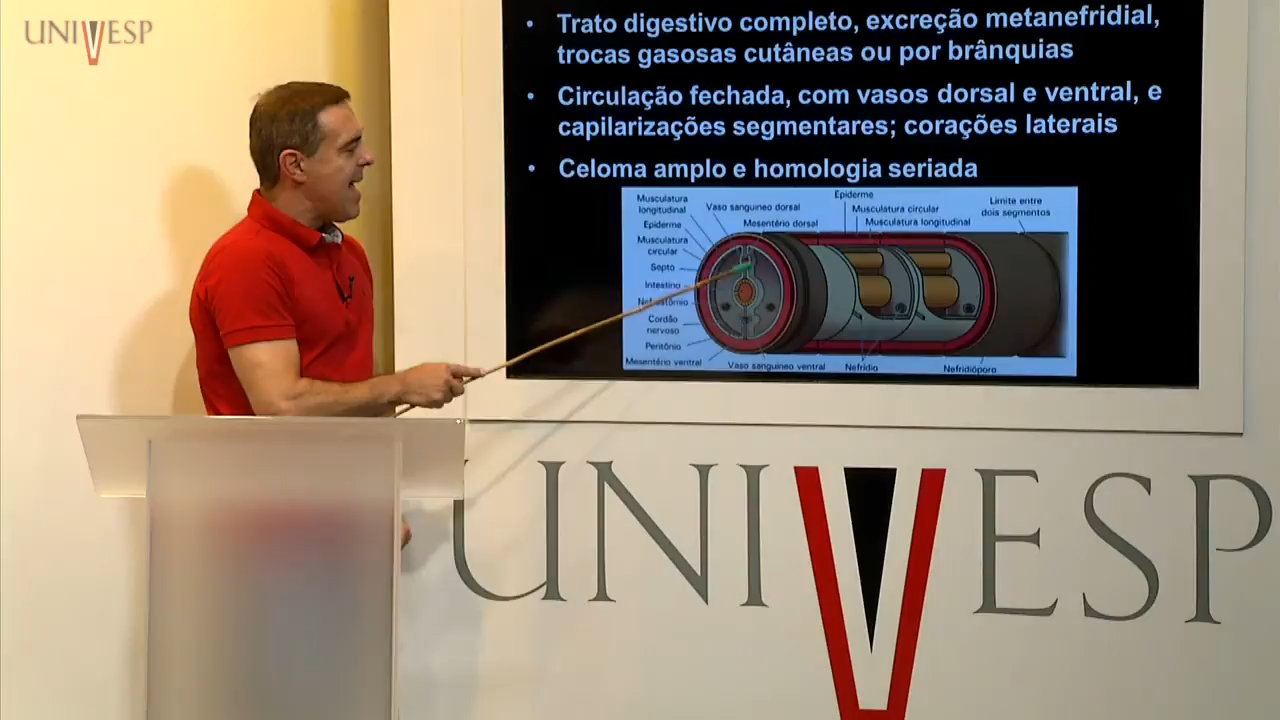 UNIVESP
• Trato digestivo completo, excreção metanefridial,
trocas gasosas cutâneas ou por brânquias
• Circulação fechada, com vasos dorsal e ventral, e
capilarizações segmentares; corações laterais
• Celoma amplo e homologia seriada
Musculatura
longitudinal
Vaso sanguineo dorsal
Epiderme
Musculatura circular
Limite entre
dois segmentos
Epiderme
Mesentério dorsal
Musculatura longitudinal
Musculatura
circular
Septo
Intestino
Cordão
nervoso
Peritônio
Mesentério ventral
Vaso sanguineo ventral
Nefrídio
Nefridióporo
UNIVESP